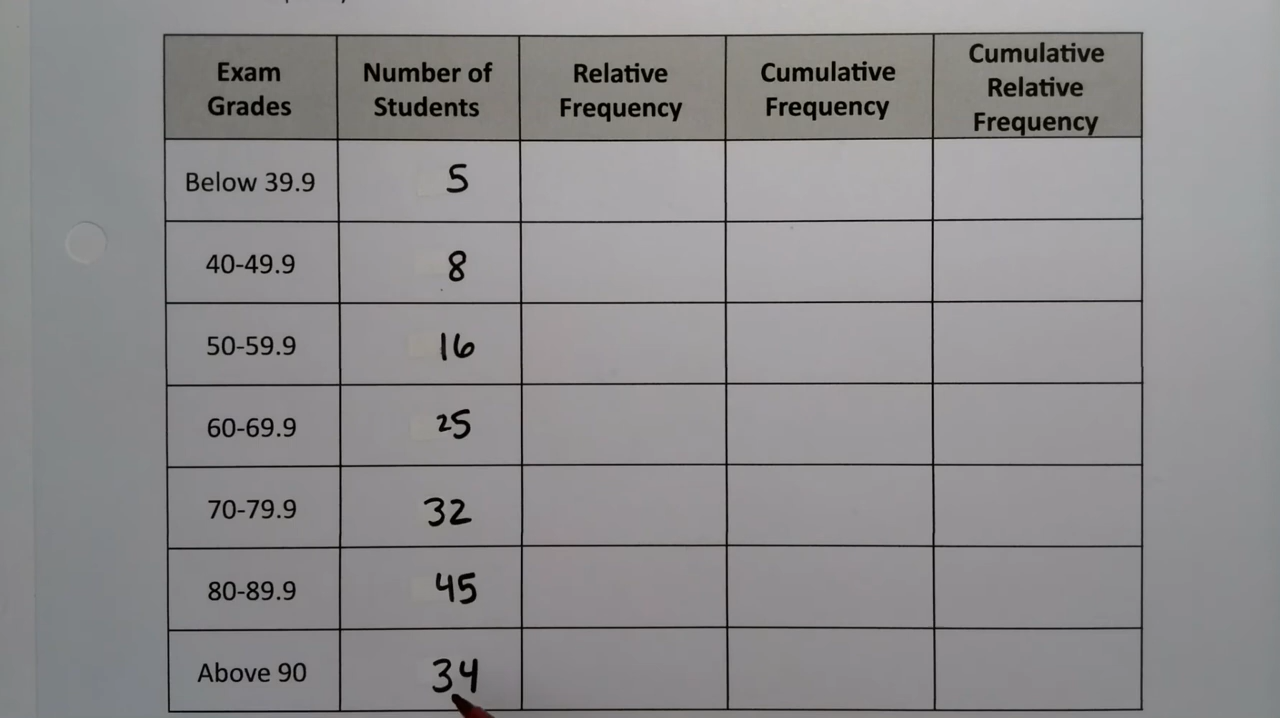 Exam Grades
Number of Students
Relative Frequency
Cumulative Frequency
Cumulative Relative Frequency
Below 39.9 5
40-49.9 8
50-59.9 16
60-69.9 25
70-79.9 32
80-89.9 45
Above 90 34